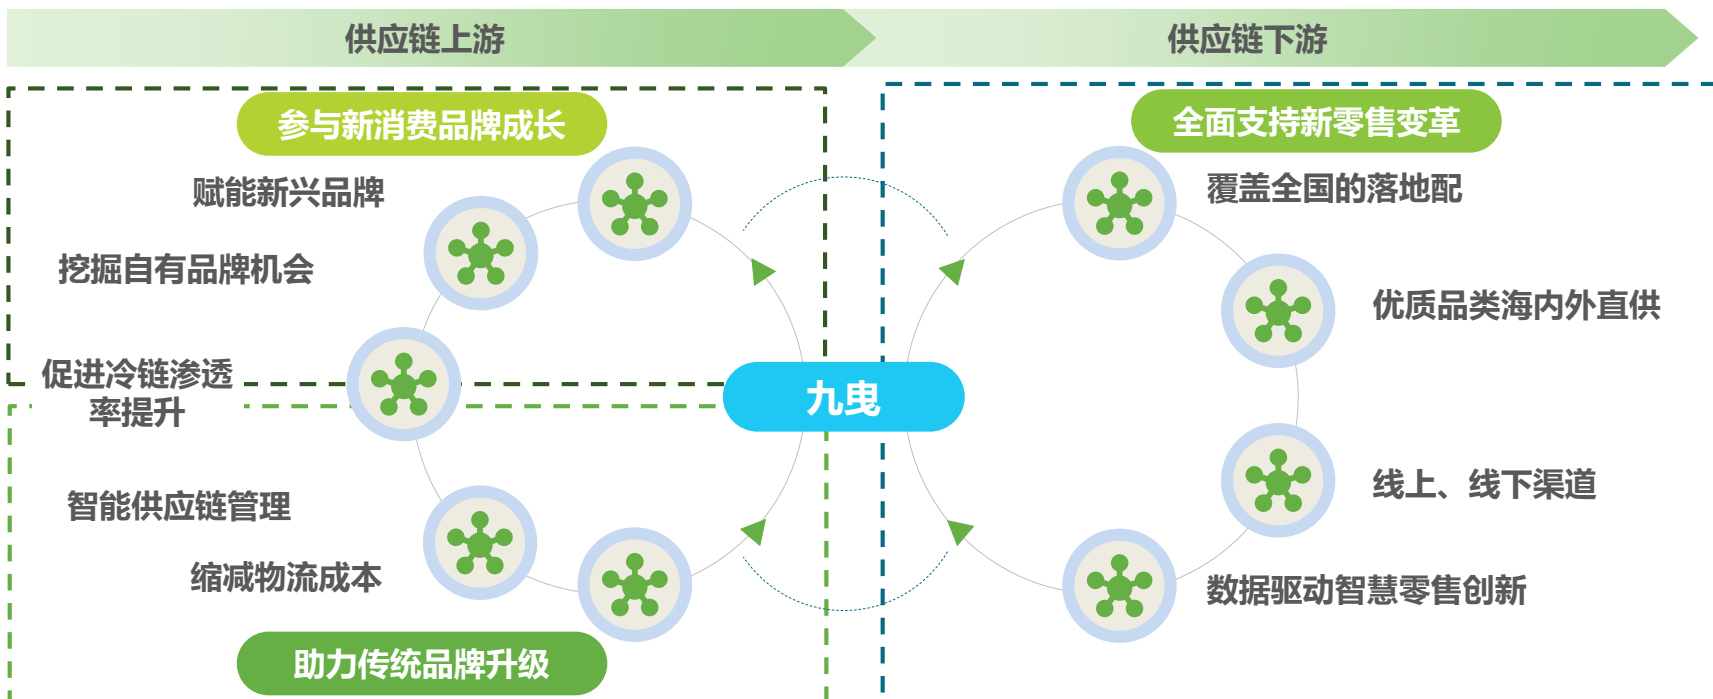 供应链上游
供应链下游
参与新消费品牌成长
全面支持新零售变革
赋能新兴品牌
覆盖全国的落地配
挖掘自有品牌机会
优质品类海内外直供
促进冷链渗透
率提升
九曳
智能供应链管理
线上、线下渠道
缩减物流成本
数据驱动智慧零售创新
助力传统品牌升级